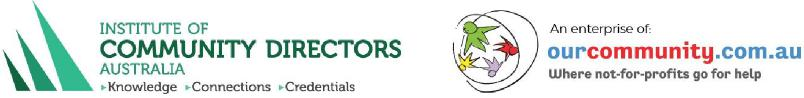 INSTITUTE OF
COMMUNITY DIRECTORS
AUSTRALIA
▸Knowledge ▸Connections ▸Credentials
An enterprise of:
ourcommunity.com.au
Where not-for-profits go for help